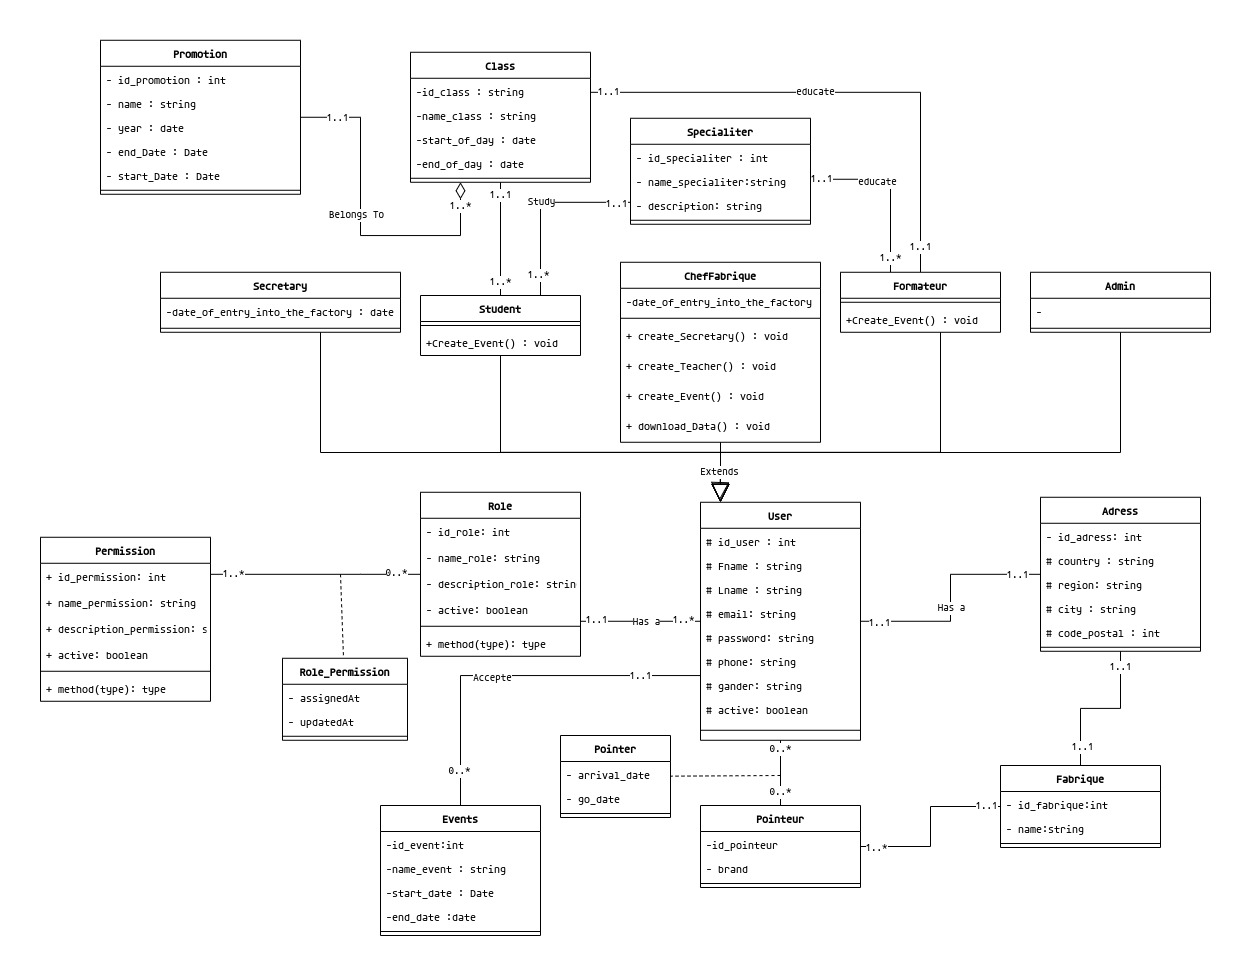 Promotion
- id_promotion : int
- name : string
- year : date
- end_Date : Date
- start_Date : Date
1..1
Belongs To
1..*
Class
-id_class : string
-name_class : string
-start_of_day : date
-end_of_day : date
1..1
educate
1..1
Specialiter
- id_specialiter : int
- name_specialiter:string
- description: string
1..1
educate
1..*
1..1
Study
1..*
1..1
1..*
Secretary
-date_of_entry_into_the_factory : date
Student
+Create_Event() : void
ChefFabrique
-date_of_entry_into_the_factory
+ create_Secretary() : void
+ create_Teacher() : void
+ create_Event() : void
+ download_Data() : void
Formateur
+Create_Event() : void
Admin
-
Extends
Permission
+ id_permission: int
+ name_permission: string
+ description_permission: s
+ active: boolean
+ method(type): type
1..*
0..*
Role_Permission
- assignedAt
- updatedAt
Role
- id_role: int
- name_role: string
- description_role: strin
- active: boolean
+ method(type): type
1..1
Has a
1..*
User
# id_user : int
# Fname : string
# Lname : string
# email: string
# password: string
# phone: string
# gander: string
# active: boolean
1..1
Has a
1..1
Adress
- id_adress: int
# country : string
# region: string
# city : string
# code_postal : int
1..1
1..1
Accepte
1..1
0..*
Events
-id_event:int
-name_event : string
-start_date : Date
-end_date :date
Pointer
- arrival_date
- go_date
0..*
0..*
Pointeur
-id_pointeur
- brand
1..*
1..1
Fabrique
- id_fabrique:int
- name:string